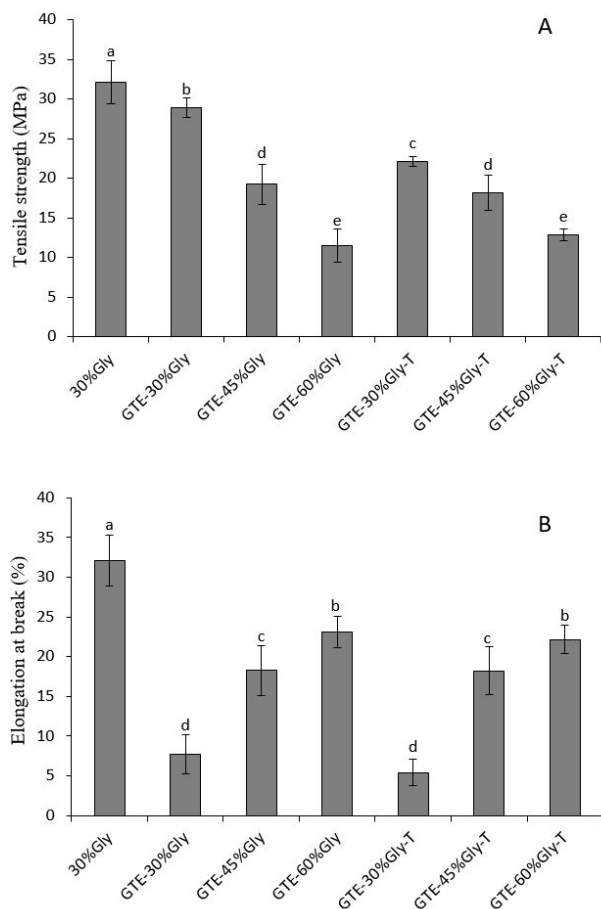 A
Tensile strength (MPa)
40
35
30
25
20
15
10
5
0
a
b
d
e
c
d
e
30%Gly
GTE-30%Gly
GTE-45%Gly
GTE-60%Gly
GTE-30%Gly-T
GTE-45%Gly-T
GTE-60%Gly-T
B
Elongation at break (%)
40
35
30
25
20
15
10
5
0
a
d
c
b
d
c
b
30%Gly
GTE-30%Gly
GTE-45%Gly
GTE-60%Gly
GTE-30%Gly-T
GTE-45%Gly-T
GTE-60%Gly-T